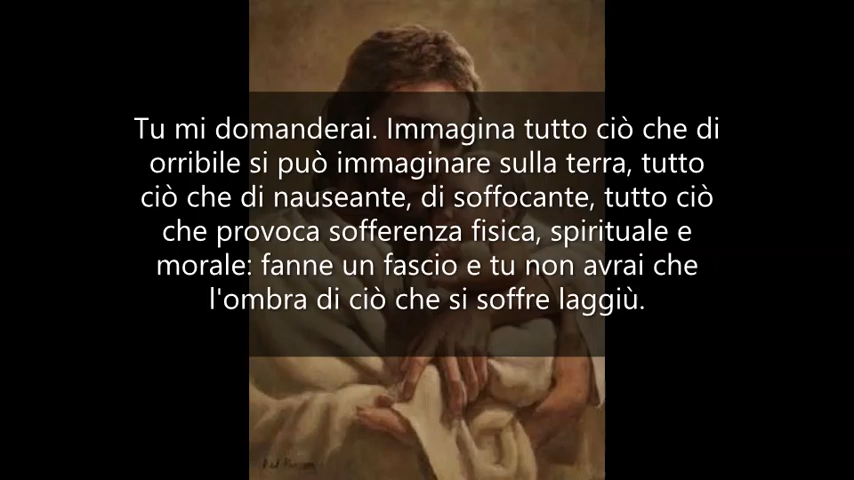 Tu mi domanderai. Immagina tutto ciò che di
orribile si può immaginare sulla terra, tutto
ciò che di nauseante, di soffocante, tutto ciò
che provoca sofferenza fisica, spirituale e
morale: fanne un fascio e tu non avrai che
l'ombra di ciò che si soffre laggiù.